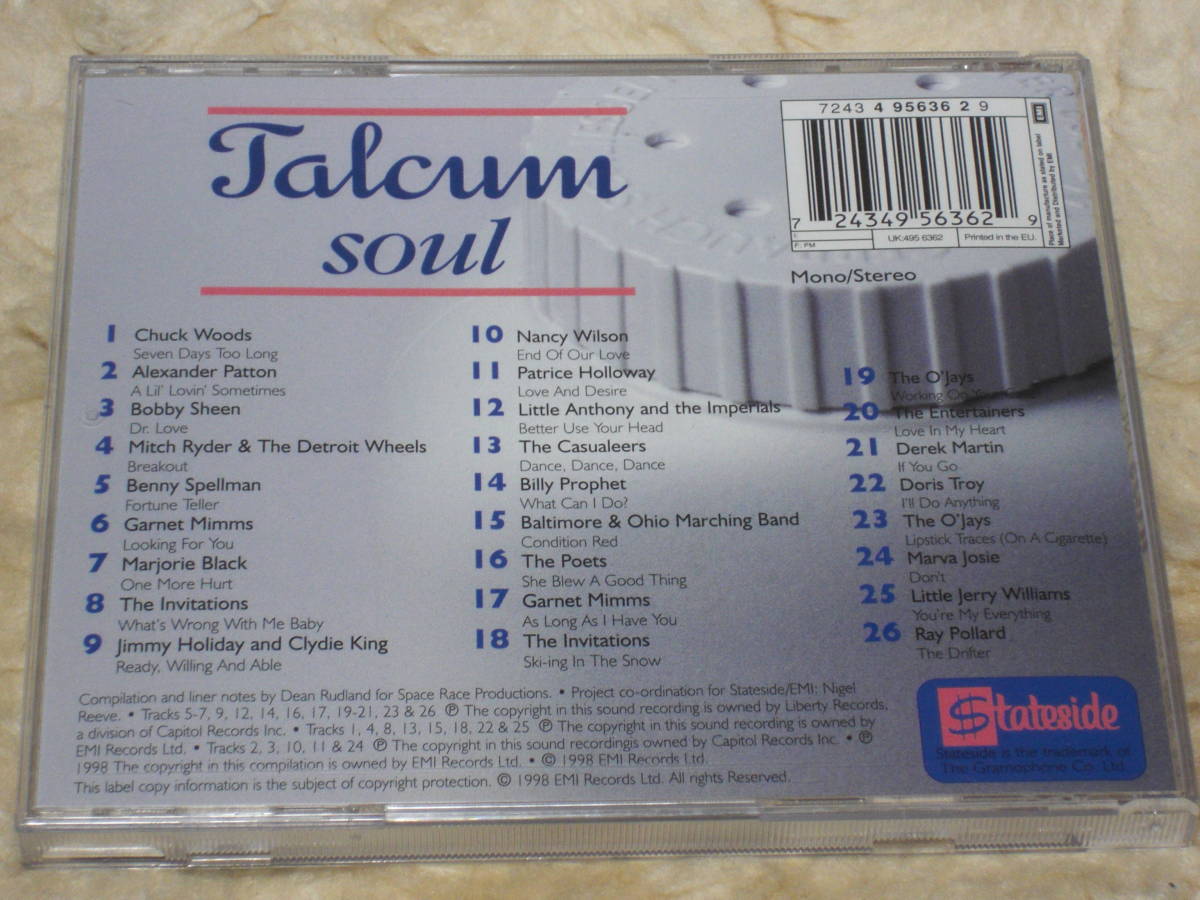 Talcum
soul
7243 4 95636 2 9
7 24349 56362 9
UK:495 6362
Printed in the EU.
EMI
Place of manufacture as stated on label
Marketed and Distributed by EMI
Mono/Stereo
1 Chuck Woods
Seven Days Too Long
2 Alexander Patton
A Lil' Lovin' Sometimes
3 Bobby Sheen
Dr. Love
4 Mitch Ryder & The Detroit Wheels
Breakout
5 Benny Spellman
Fortune Teller
6 Garnet Mimms
Looking For You
7 Marjorie Black
One More Hurt
8 The Invitations
What's Wrong With Me Baby
9 Jimmy Holiday and Clydie King
Ready, Willing And Able
10 Nancy Wilson
End Of Our Love
11 Patrice Holloway
Love And Desire
12 Little Anthony and the Imperials
Better Use Your Head
13 The Casualeers
Dance, Dance, Dance
14 Billy Prophet
What Can I Do?
15 Baltimore & Ohio Marching Band
Condition Red
16 The Poets
She Blew A Good Thing
17 Garnet Mimms
As Long As I Have You
18 The Invitations
Ski-ing In The Snow
19 The O'Jays
Working On Your
20 The Entertainers
Love In My Heart
21 Derek Martin
If You Go
22 Doris Troy
I'll Do Anything
23 The O'Jays
Lipstick Traces (On A Cigarette)
24 Marva Josie
Don't
25 Little Jerry Williams
You're My Everything
26 Ray Pollard
The Drifter
Compilation and liner notes by Dean Rudland for Space Race Productions. • Project co-ordination for Stateside/EMI: Nigel
Reeve. • Tracks 5-7, 9, 12, 14, 16, 17, 19-21, 23 & 26 ℗ The copyright in this sound recording is owned by Liberty Records,
a division of Capitol Records Inc. • Tracks 1, 4, 8, 13, 15, 18, 22 & 25 ℗ The copyright in this sound recording is owned by
EMI Records Ltd. • Tracks 2, 3, 10, 11 & 24 ℗ The copyright in this sound recordingis owned by Capitol Records Inc. • ℗
1998 The copyright in this compilation is owned by EMI Records Ltd. • © 1998 EMI Records Ltd.
This label copy information is the subject of copyright protection. © 1998 EMI Records Ltd. All rights Reserved.
Stateside
Stateside is the trademark of
The Gramophone Co. Ltd.